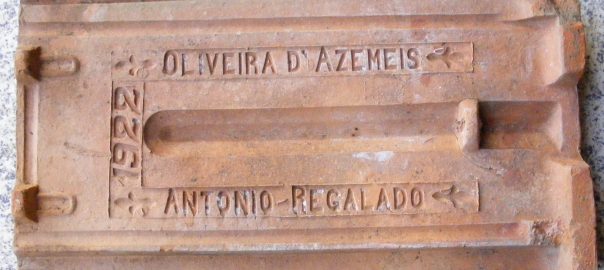 OLIVEIRA D'AZEMEIS
1922
ANTONIO-REGALADO